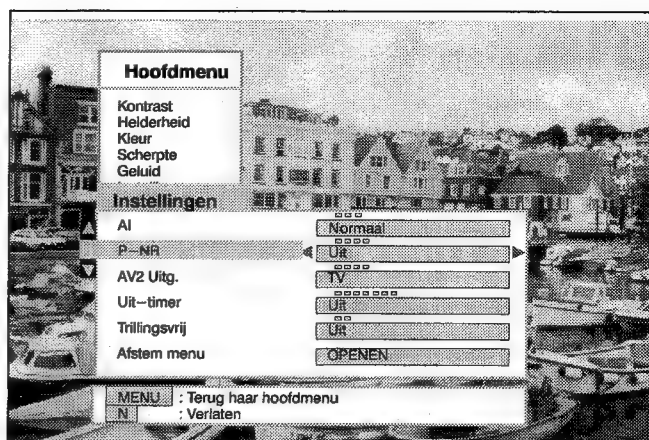 Hoofdmenu
Kontrast
Helderheid
Kleur
Scherpte
Geluid
Instellingen
AI Normaal
P-NR Uit
AV2 Uitg. TV
Uit-timer Uit
Trillingsvrij Uit
Afstem menu OPENEN
MENU : Terug haar hoofdmenu
N : Verlaten